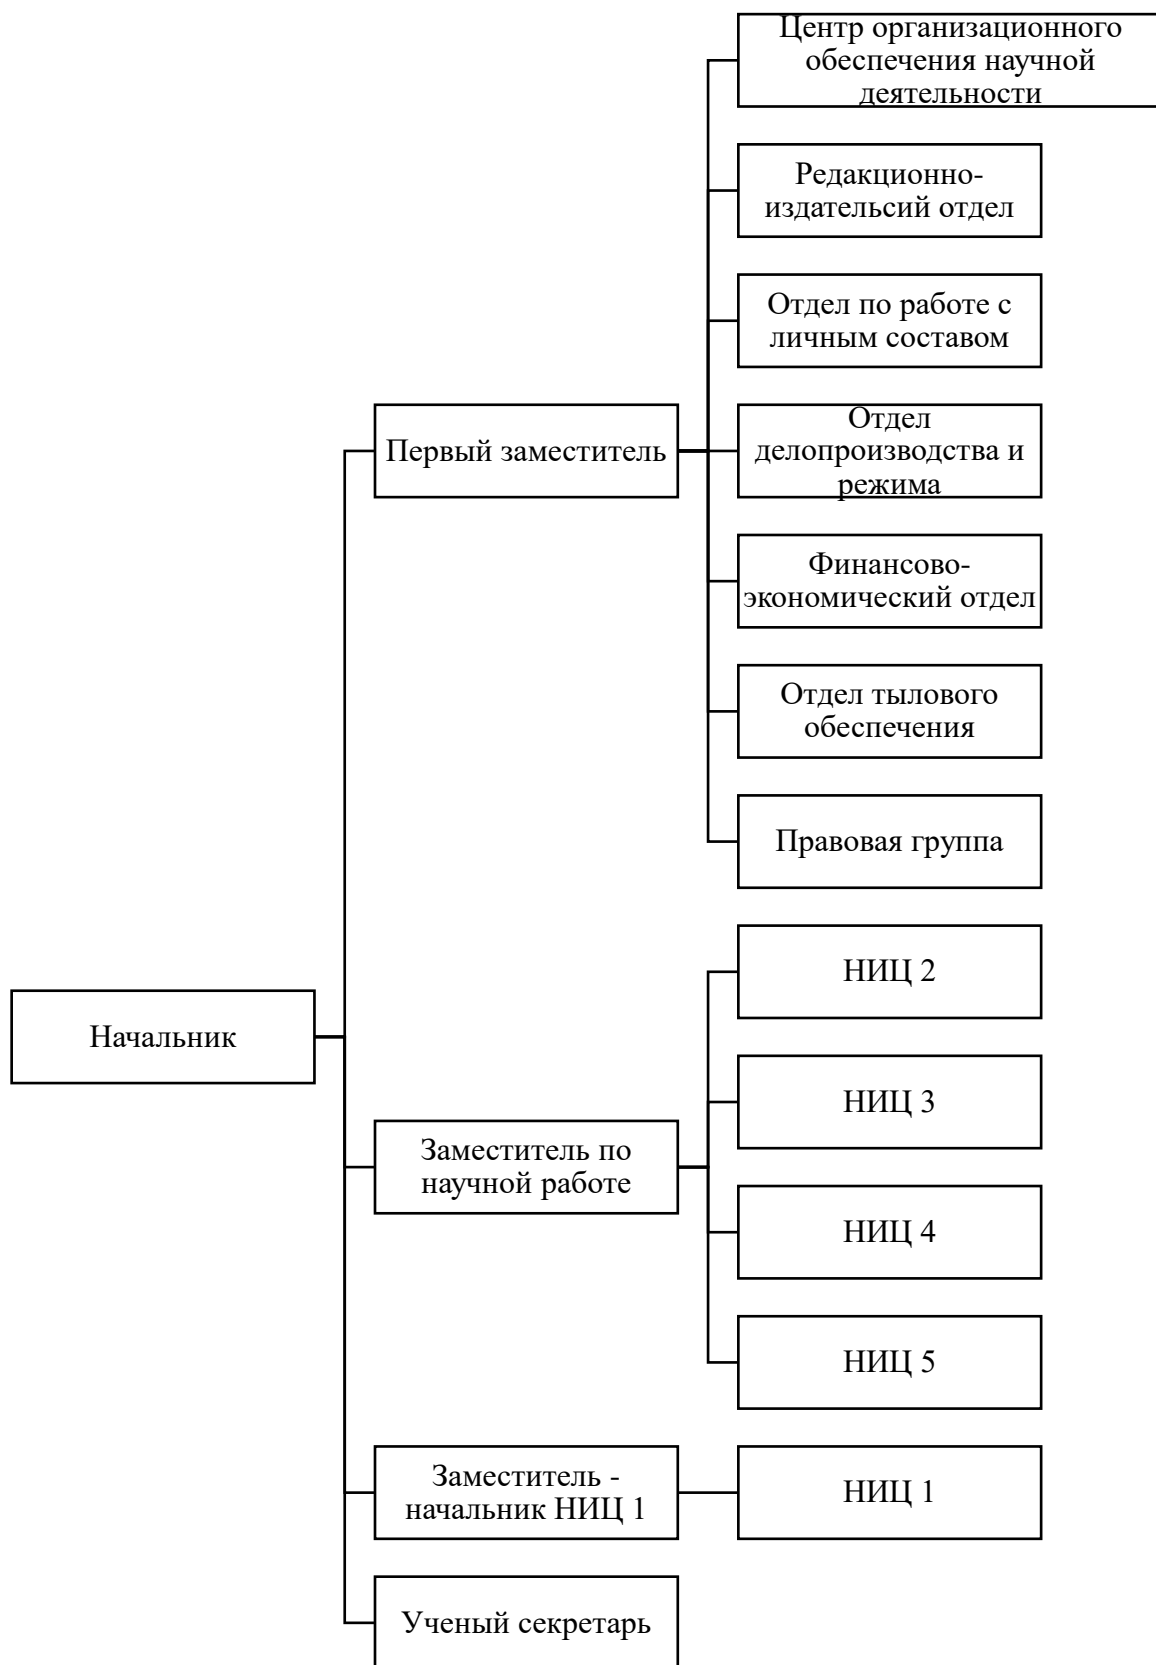 Центр организационного
обеспечения научной
деятельности
Редакционно-
издательсий отдел
Отдел по работе с
личным составом
Первый заместитель
Отдел
делопроизводства и
режима
Финансово-
экономический отдел
Отдел тылового
обеспечения
Правовая группа
Начальник
Заместитель по
научной работе
НИЦ 2
НИЦ 3
НИЦ 4
НИЦ 5
Заместитель -
начальник НИЦ 1
НИЦ 1
Ученый секретарь